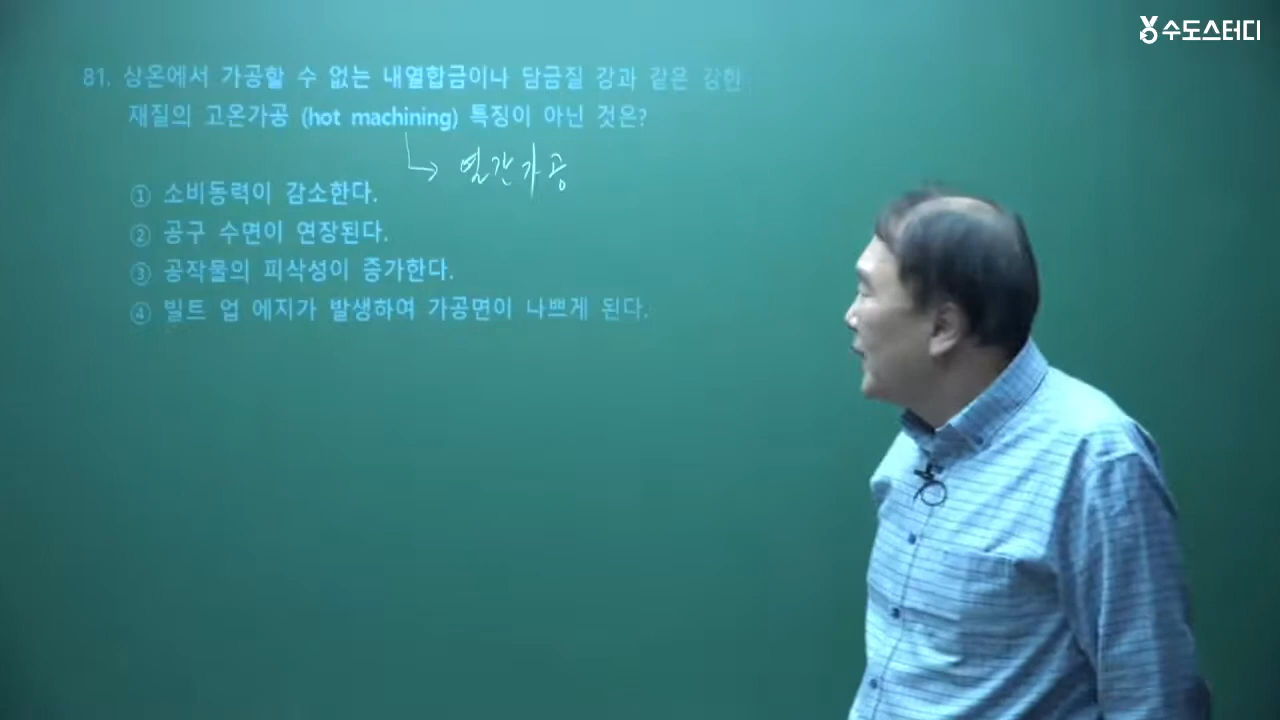 수도스터디
81. 상온에서 가공할 수 없는 내열합금이나 담금질 강과 같은 강한
재질의 고온가공 (hot machining) 특징이 아닌 것은?
열간가공
① 소비동력이 감소한다.
② 공구 수면이 연장된다.
③ 공작물의 피삭성이 증가한다.
④ 빌트 업 에지가 발생하여 가공면이 나쁘게 된다.